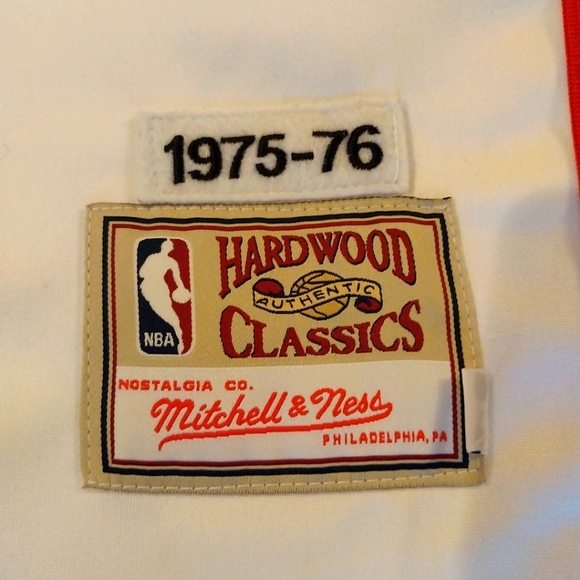 1975-76
HARDWOOD
AUTHENTIC
CLASSICS
NBA
NOSTALGIA CO.
Mitchell & Ness
PHILADELPHIA, PA